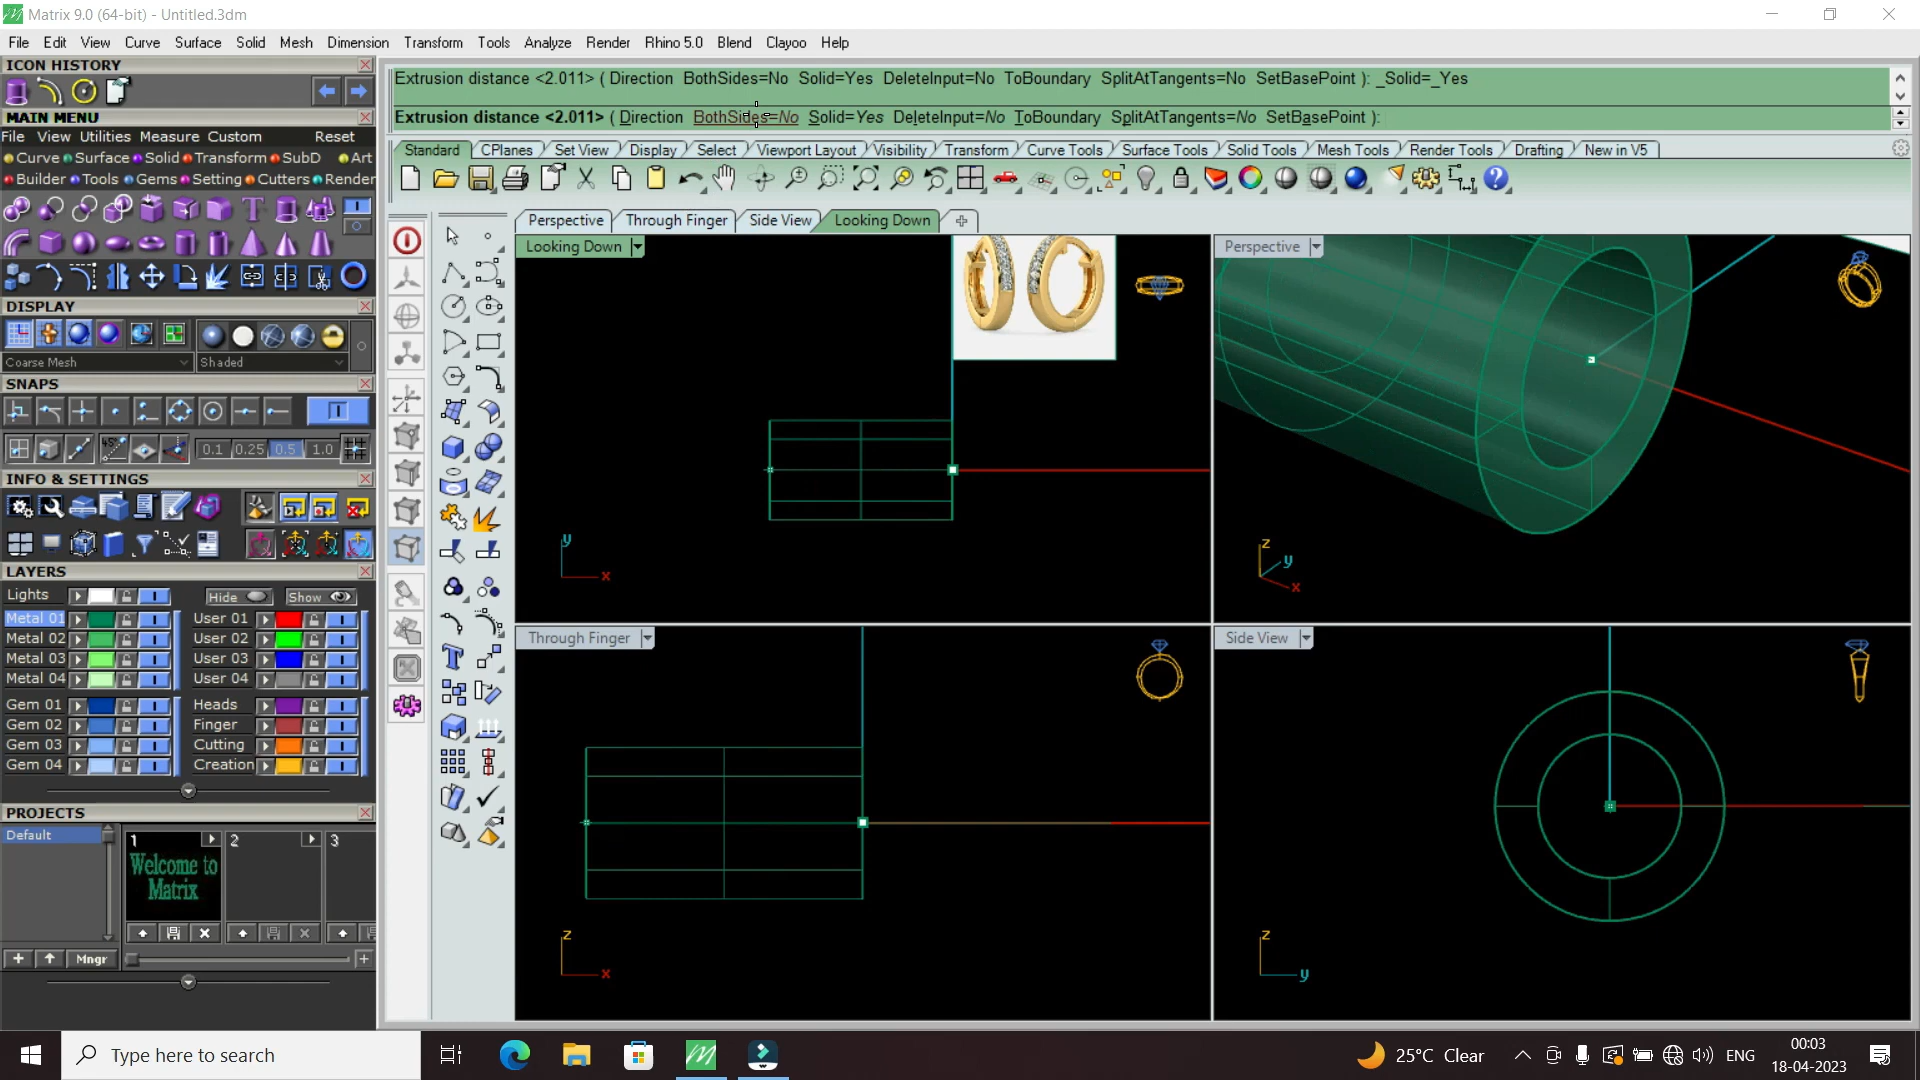 Matrix 9.0 (64-bit) - Untitled.3dm
File Edit View Curve Surface Solid Mesh Dimension Transform Tools Analyze Render Rhino 5.0 Blend Clayoo Help
ICON HISTORY
Extrusion distance <2.011> ( Direction BothSides=No Solid=Yes DeleteInput=No ToBoundary SplitAtTangents=No SetBasePoint ): _Solid=_Yes
Extrusion distance <2.011> ( Direction BothSides=No Solid=Yes DeleteInput=No ToBoundary SplitAtTangents=No SetBasePoint ):
MAIN MENU
File View Utilities Measure Custom Reset
Curve Surface Solid Transform SubD Art
Builder Tools Gems Setting Cutters Render
Standard CPlanes Set View Display Select Viewport Layout Visibility Transform Curve Tools Surface Tools Solid Tools Mesh Tools Render Tools Drafting New in V5
Perspective Through Finger Side View Looking Down
Looking Down
Perspective
DISPLAY
Coarse Mesh Shaded
SNAPS
0.1 0.25 0.5 1.0
INFO & SETTINGS
LAYERS
Lights Hide Show
Metal 01 User 01
Metal 02 User 02
Metal 03 User 03
Metal 04 User 04
Gem 01 Heads
Gem 02 Finger
Gem 03 Cutting
Gem 04 Creation
PROJECTS
Default
1 2 3
Welcome to
Matrix
Mngr
y
x
z
y
x
Through Finger
Side View
z
x
z
y
Type here to search
25°C Clear
ENG
00:03
18-04-2023